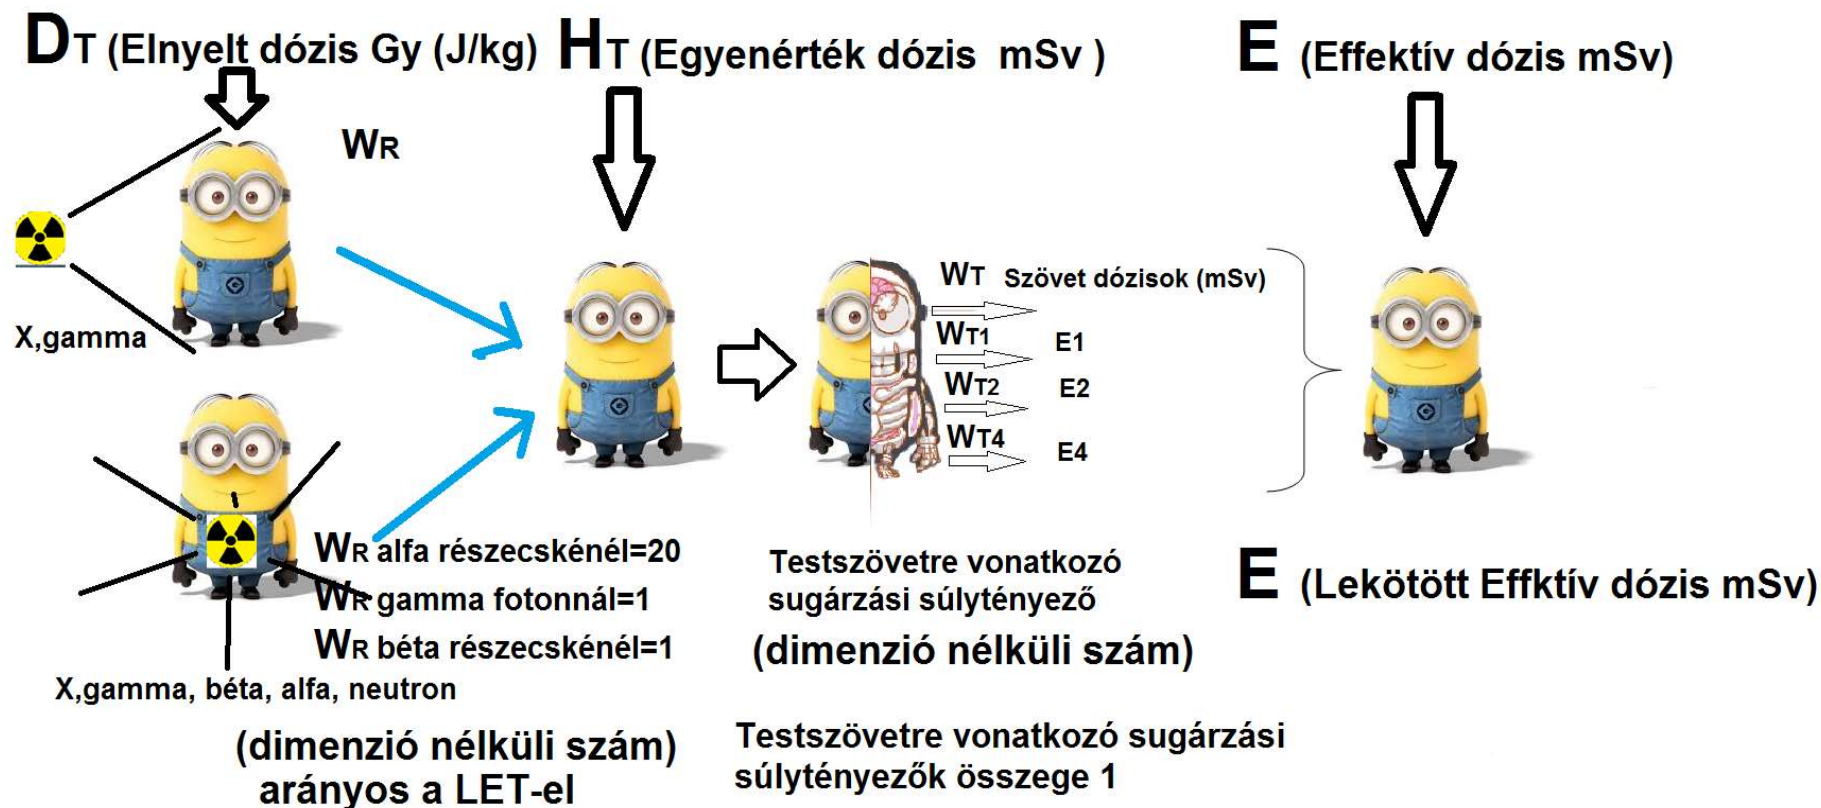 DT (Elnyelt dózis Gy (J/kg)
HT (Egyenérték dózis mSv )
E (Effektív dózis mSv)
WR
X,gamma
WT Szövet dózisok (mSv)
WT1 E1
WT2 E2
WT4 E4
WR alfa részecskénél=20
WR gamma fotonnál=1
WR béta részecskénél=1
X,gamma, béta, alfa, neutron
(dimenzió nélküli szám)
arányos a LET-el
Testszövetre vonatkozó
sugárzási súlytényező
(dimenzió nélküli szám)
Testszövetre vonatkozó sugárzási
súlytényezők összege 1
E (Lekötött Effktív dózis mSv)